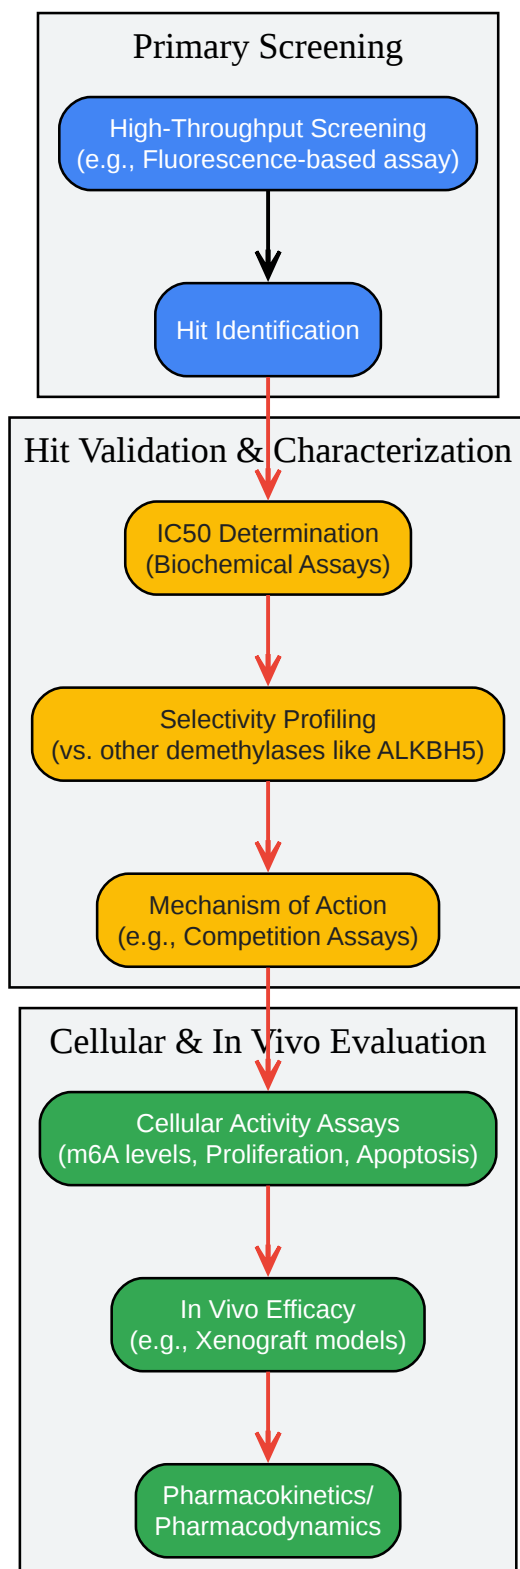 Primary Screening
High-Throughput Screening
(e.g., Fluorescence-based assay)
Hit Identification
Hit Validation & Characterization
IC50 Determination
(Biochemical Assays)
Selectivity Profiling
(vs. other demethylases like ALKBH5)
Mechanism of Action
(e.g., Competition Assays)
Cellular & In Vivo Evaluation
Cellular Activity Assays
(m6A levels, Proliferation, Apoptosis)
In Vivo Efficacy
(e.g., Xenograft models)
Pharmacokinetics/
Pharmacodynamics